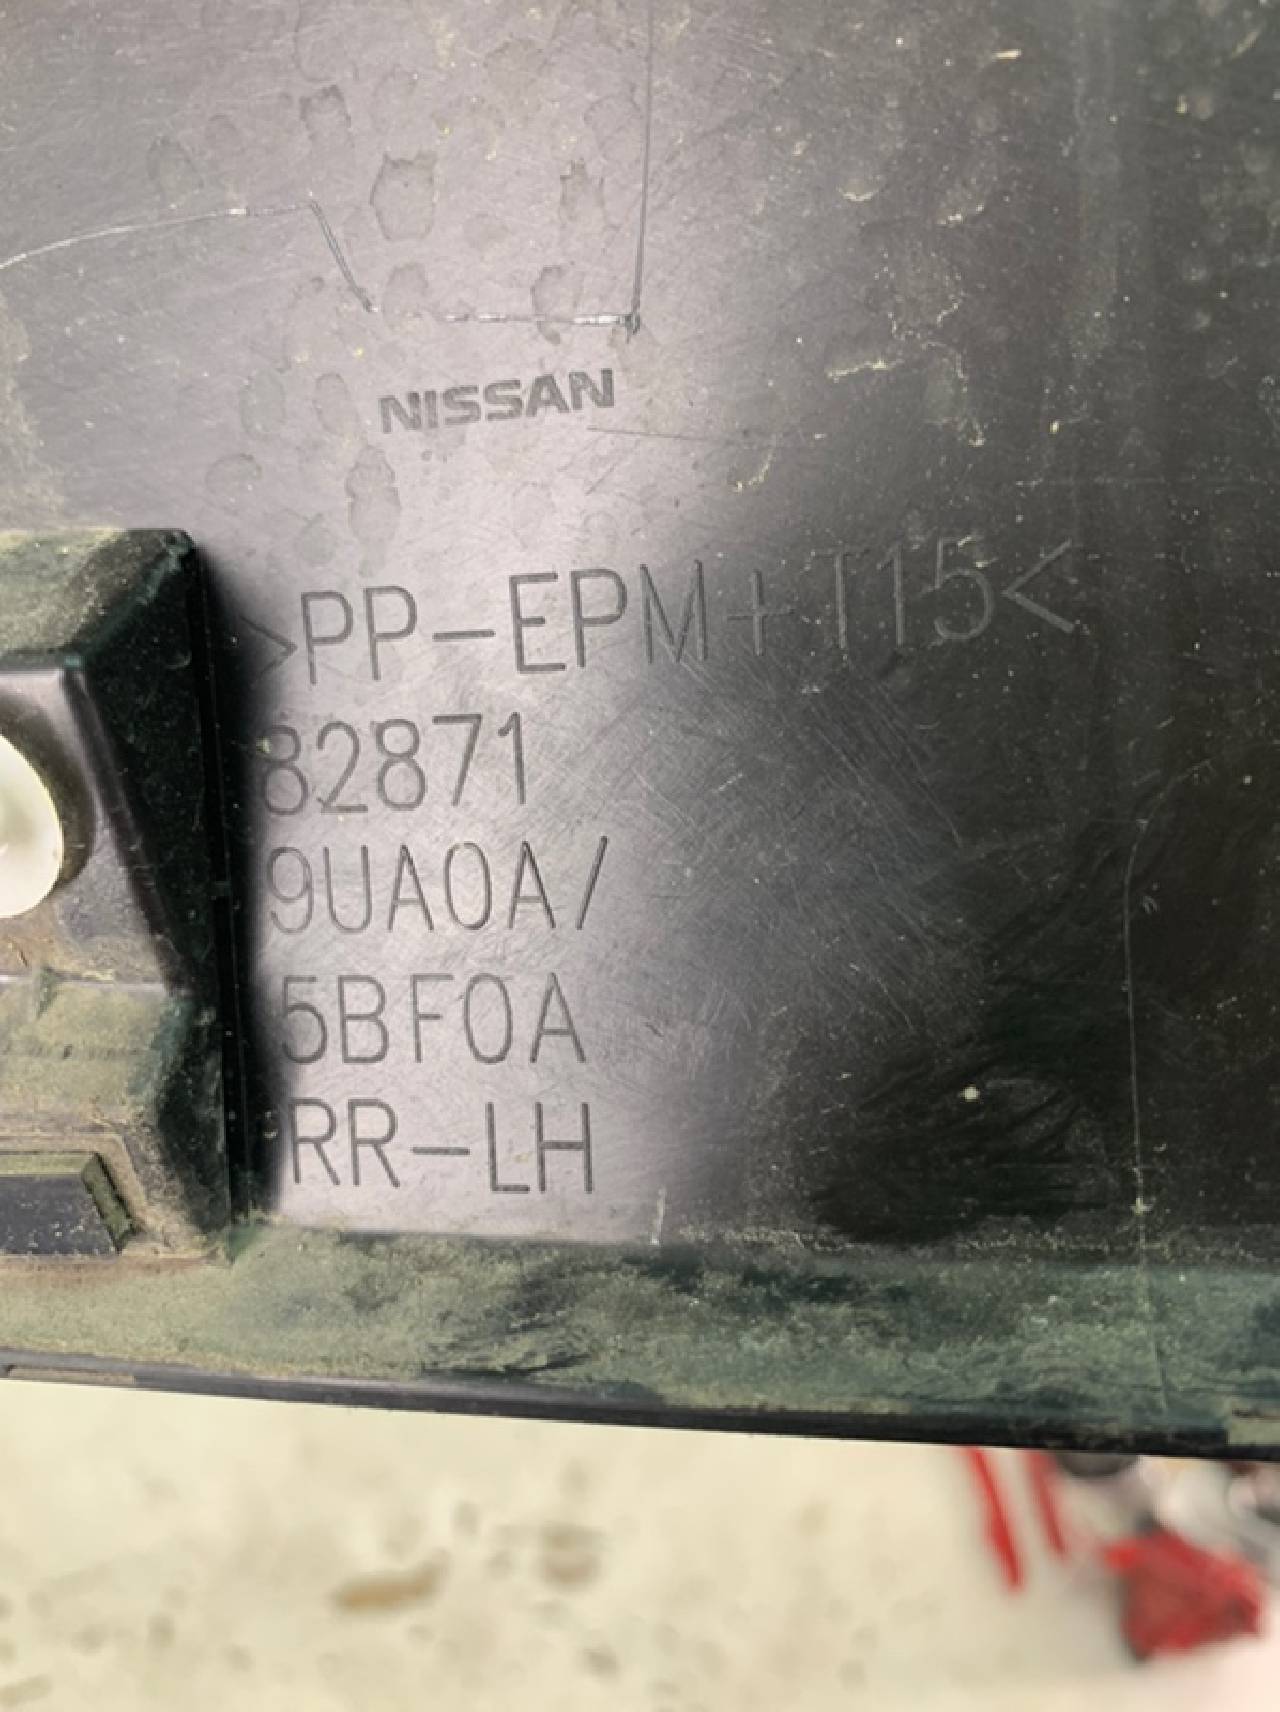 NISSAN
>PP-EPM+T15<
82871
9UA0A/
5BF0A
RR-LH